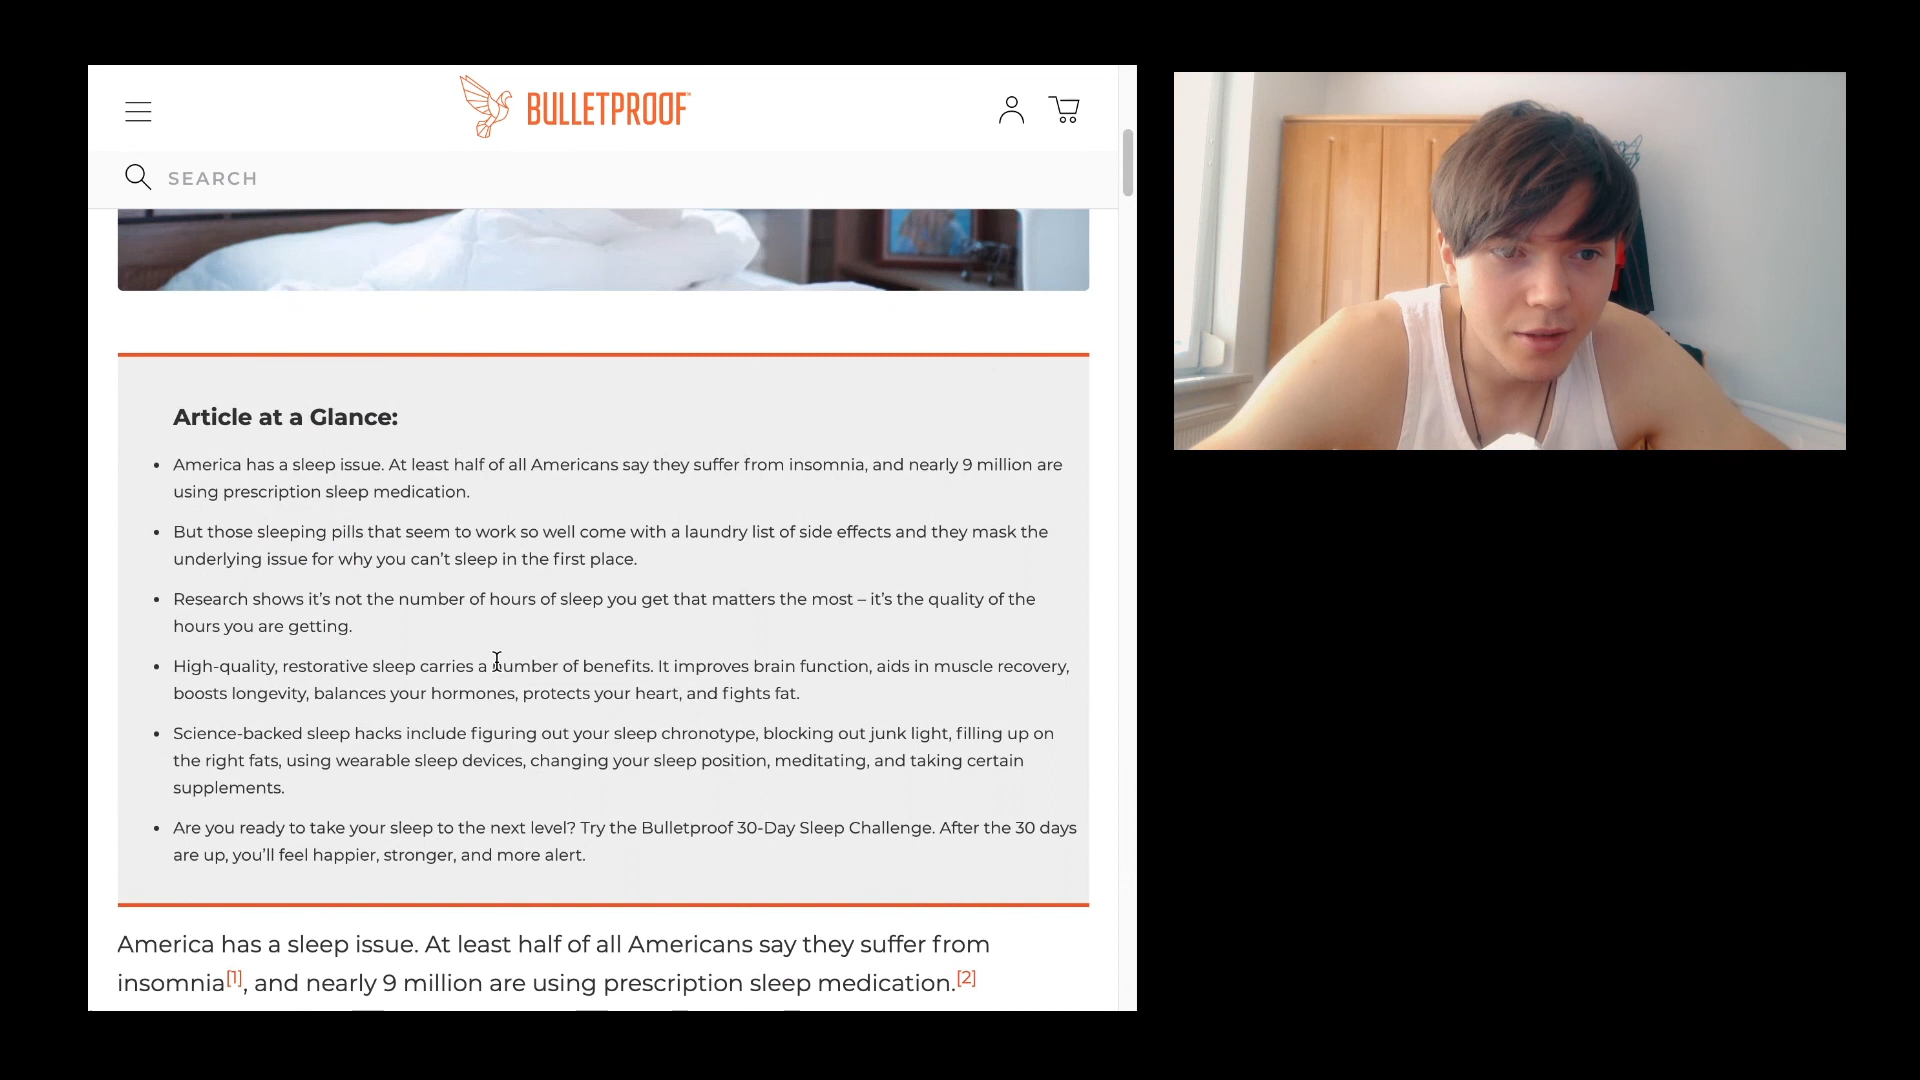 BULLETPROOF™
SEARCH
Article at a Glance:
• America has a sleep issue. At least half of all Americans say they suffer from insomnia, and nearly 9 million are
using prescription sleep medication.
• But those sleeping pills that seem to work so well come with a laundry list of side effects and they mask the
underlying issue for why you can’t sleep in the first place.
• Research shows it’s not the number of hours of sleep you get that matters the most – it’s the quality of the
hours you are getting.
• High-quality, restorative sleep carries a number of benefits. It improves brain function, aids in muscle recovery,
boosts longevity, balances your hormones, protects your heart, and fights fat.
• Science-backed sleep hacks include figuring out your sleep chronotype, blocking out junk light, filling up on
the right fats, using wearable sleep devices, changing your sleep position, meditating, and taking certain
supplements.
• Are you ready to take your sleep to the next level? Try the Bulletproof 30-Day Sleep Challenge. After the 30 days
are up, you’ll feel happier, stronger, and more alert.
America has a sleep issue. At least half of all Americans say they suffer from
insomnia[1], and nearly 9 million are using prescription sleep medication.[2]